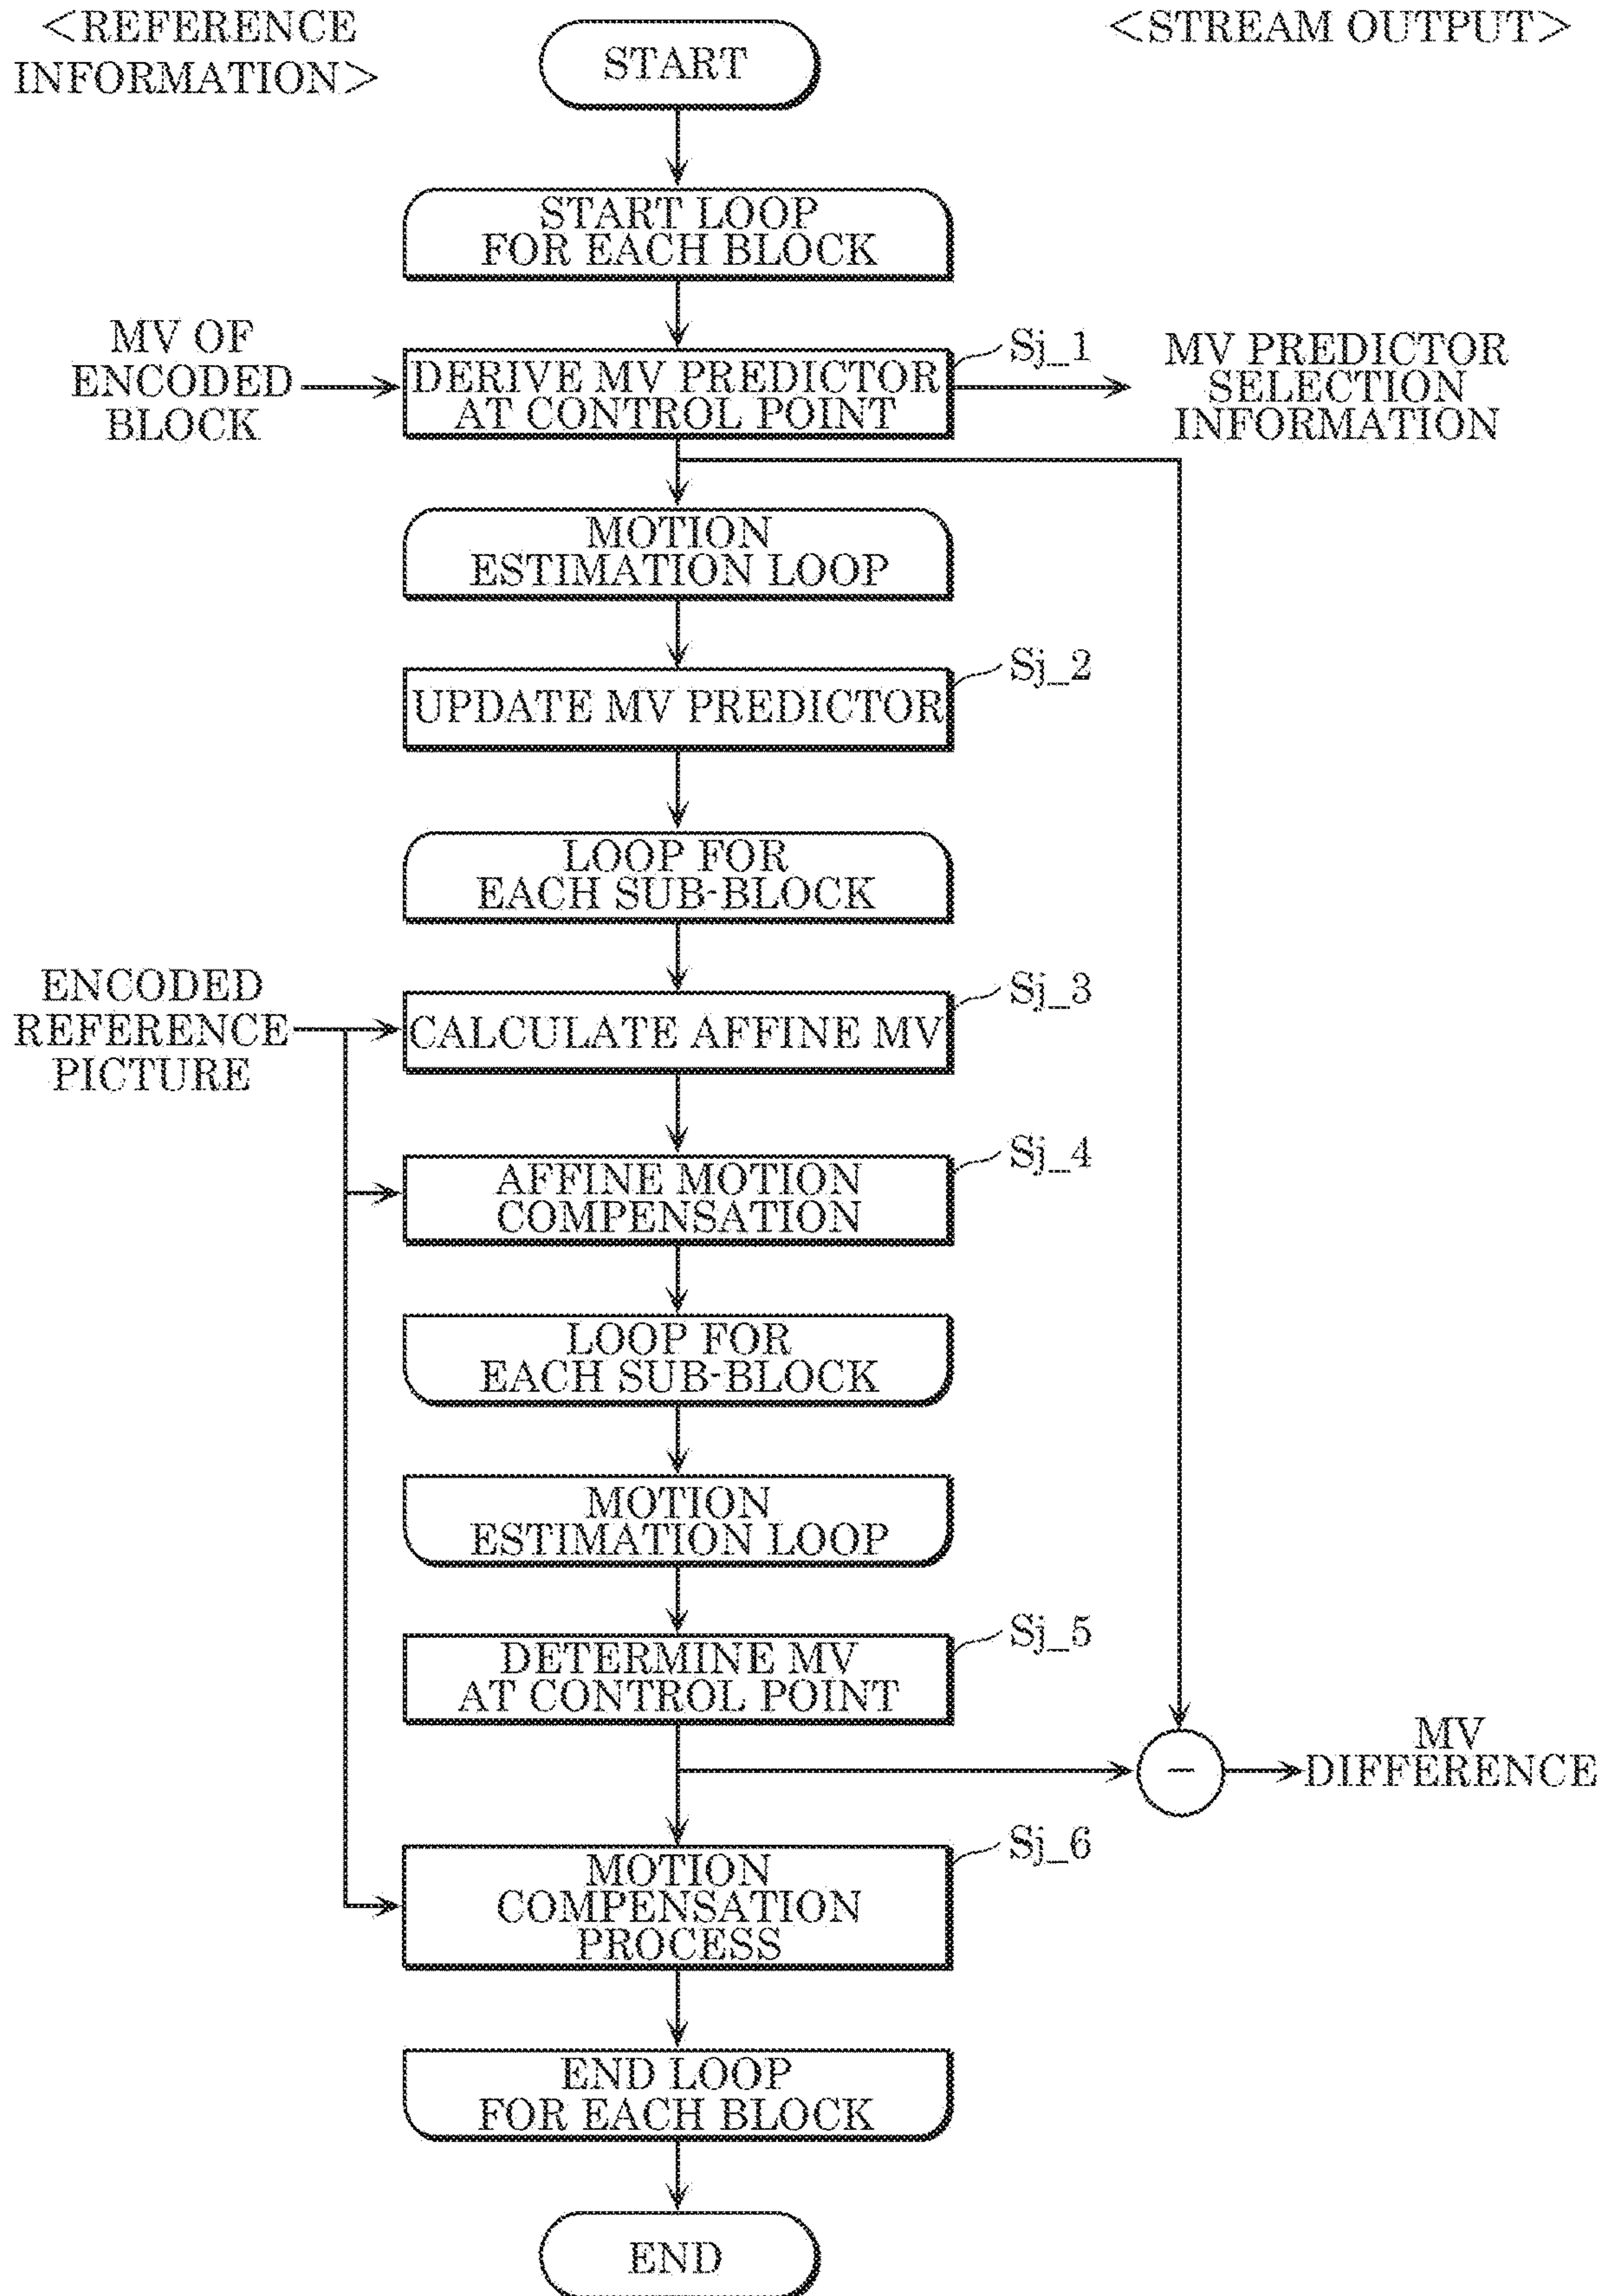 <REFERENCE
INFORMATION>
<STREAM OUTPUT>
START
START LOOP
FOR EACH BLOCK
MV OF
ENCODED
BLOCK
DERIVE MV PREDICTOR
AT CONTROL POINT
Sj_1
MV PREDICTOR
SELECTION
INFORMATION
MOTION
ESTIMATION LOOP
Sj_2
UPDATE MV PREDICTOR
LOOP FOR
EACH SUB-BLOCK
ENCODED
REFERENCE
PICTURE
Sj_3
CALCULATE AFFINE MV
Sj_4
AFFINE MOTION
COMPENSATION
LOOP FOR
EACH SUB-BLOCK
MOTION
ESTIMATION LOOP
Sj_5
DETERMINE MV
AT CONTROL POINT
−
MV
DIFFERENCE
Sj_6
MOTION
COMPENSATION
PROCESS
END LOOP
FOR EACH BLOCK
END